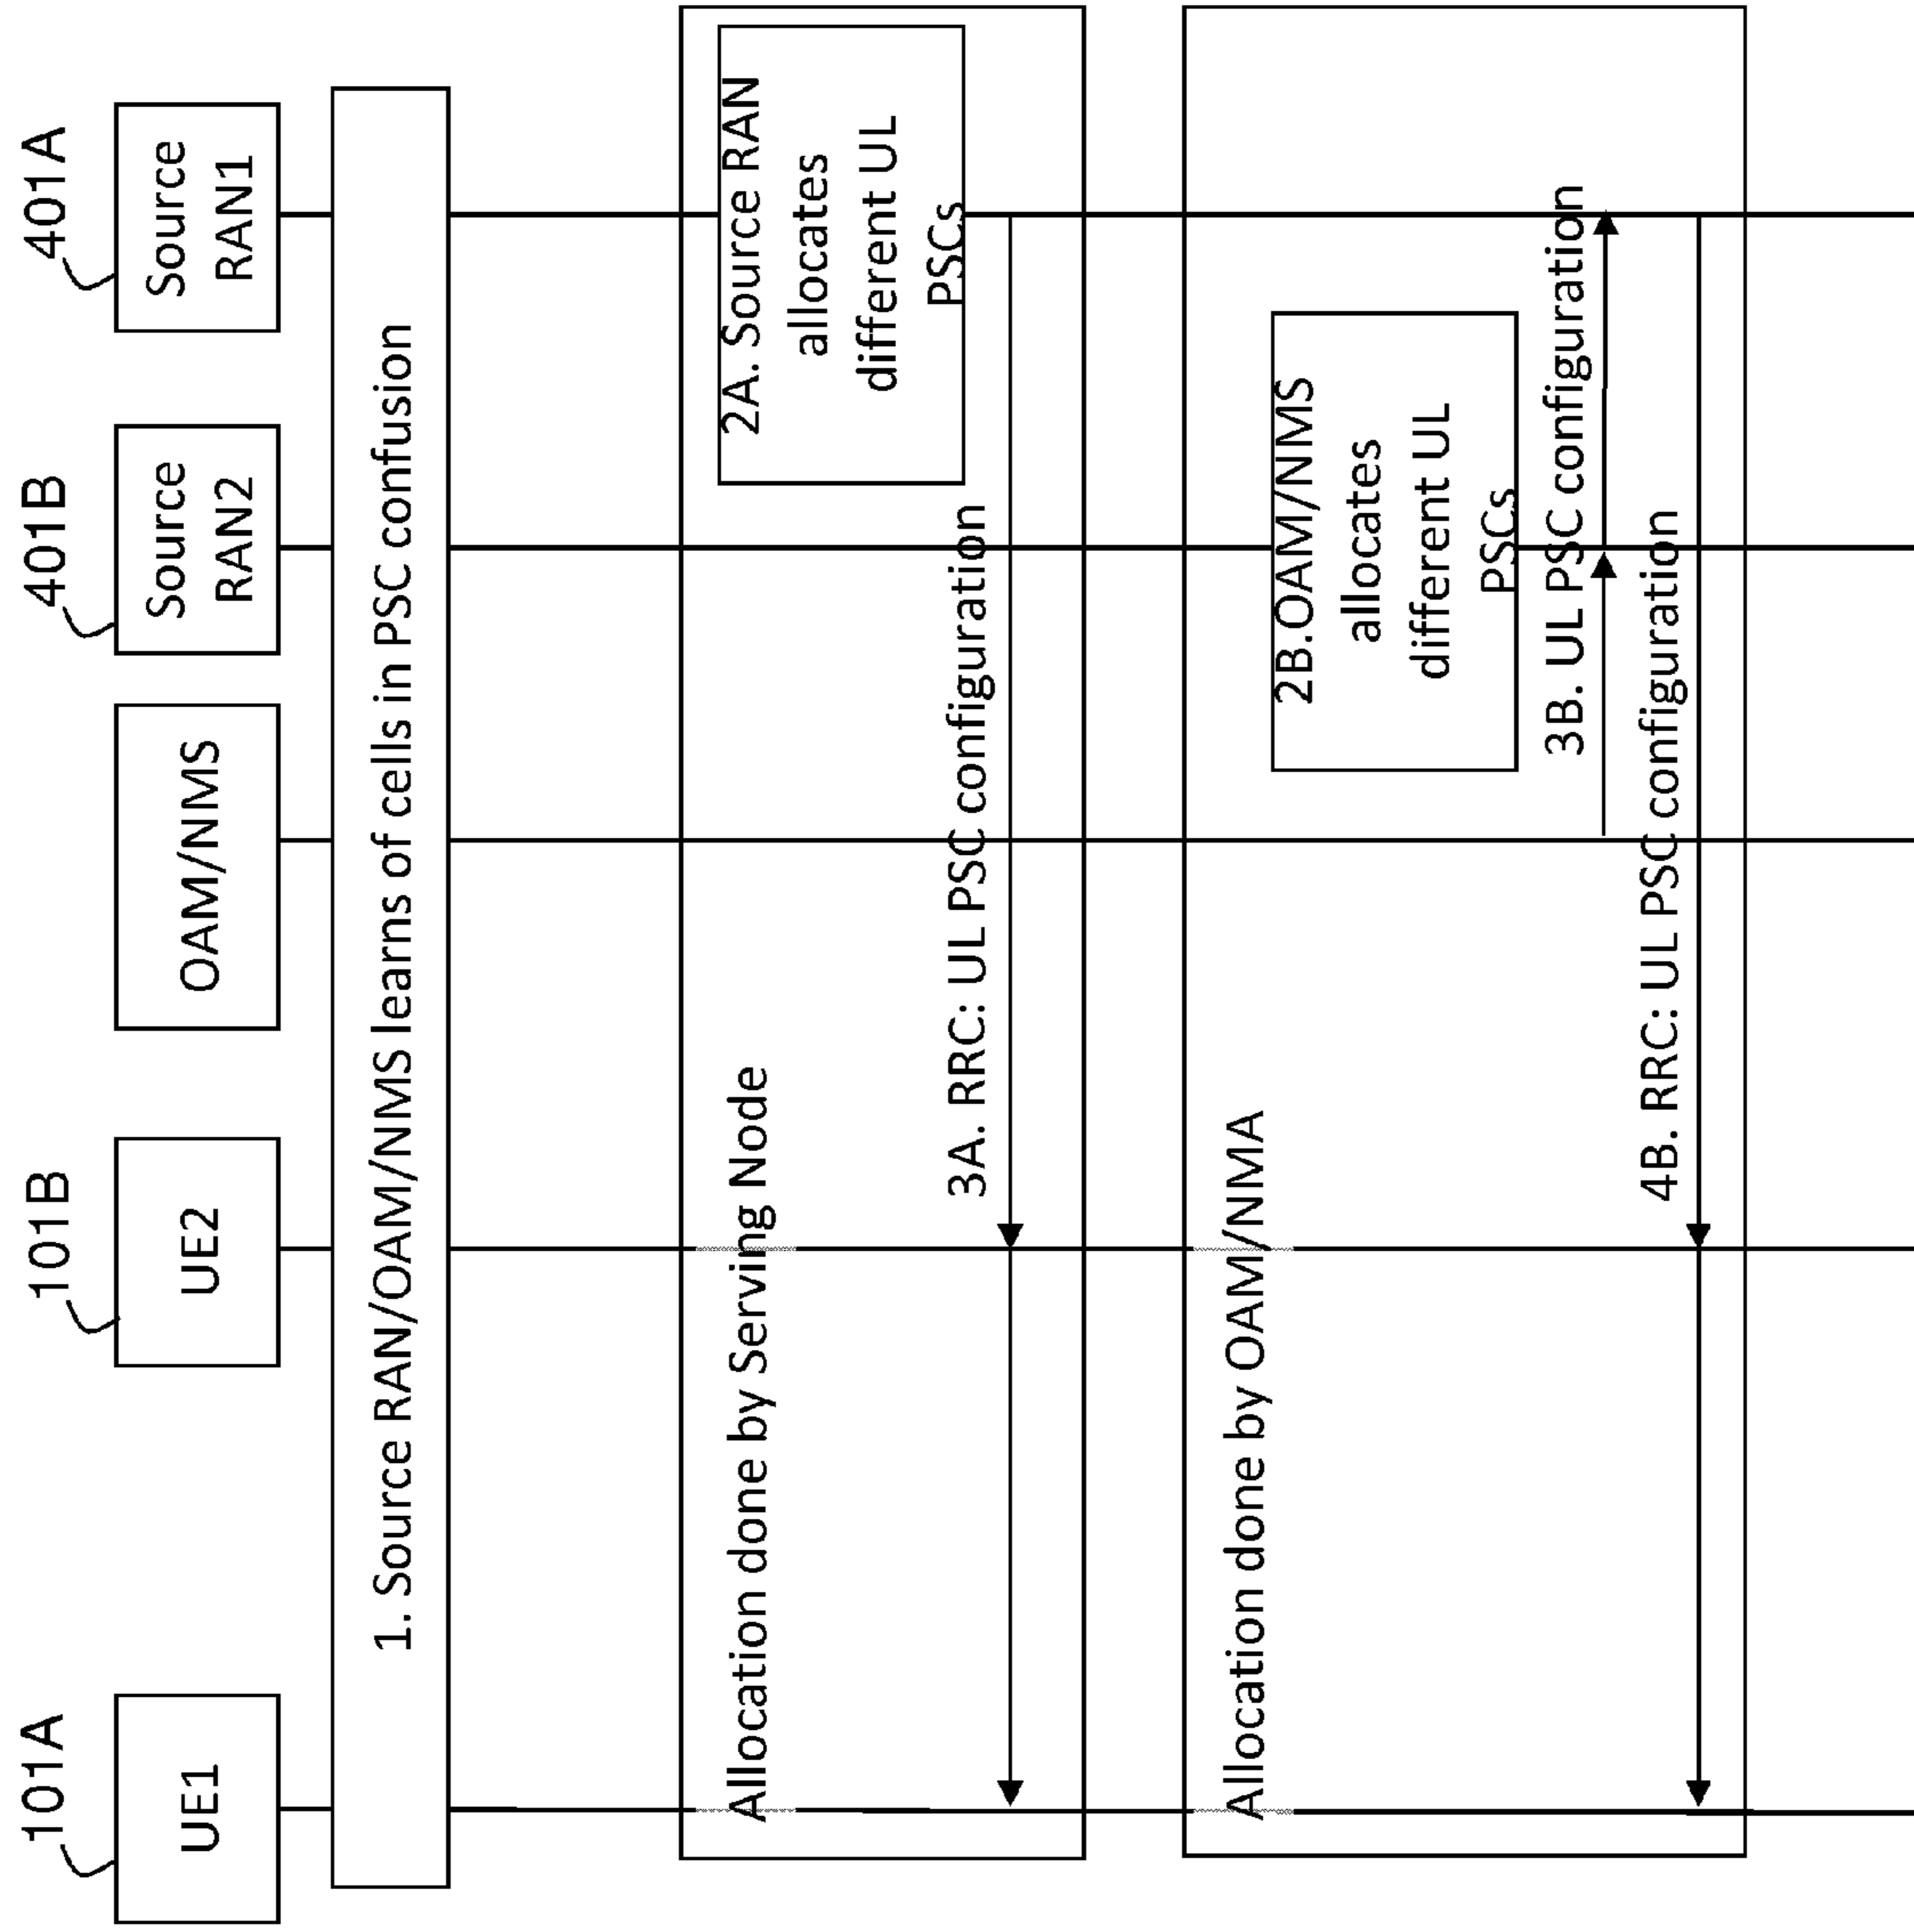 101A
101B
401B
401A
UE1
UE2
OAM/NMS
Source
RAN2
Source
RAN1
1. Source RAN/OAM/NMS learns of cells in PSC confusion
Allocation done by Serving Node
2A. Source RAN
allocates
different UL
PSCs
3A. RRC: UL PSC configuration
Allocation done by OAM/NMA
2B.OAM/NMS
allocates
different UL
PSCs
3B. UL PSC configuration
4B. RRC: UL PSC configuration